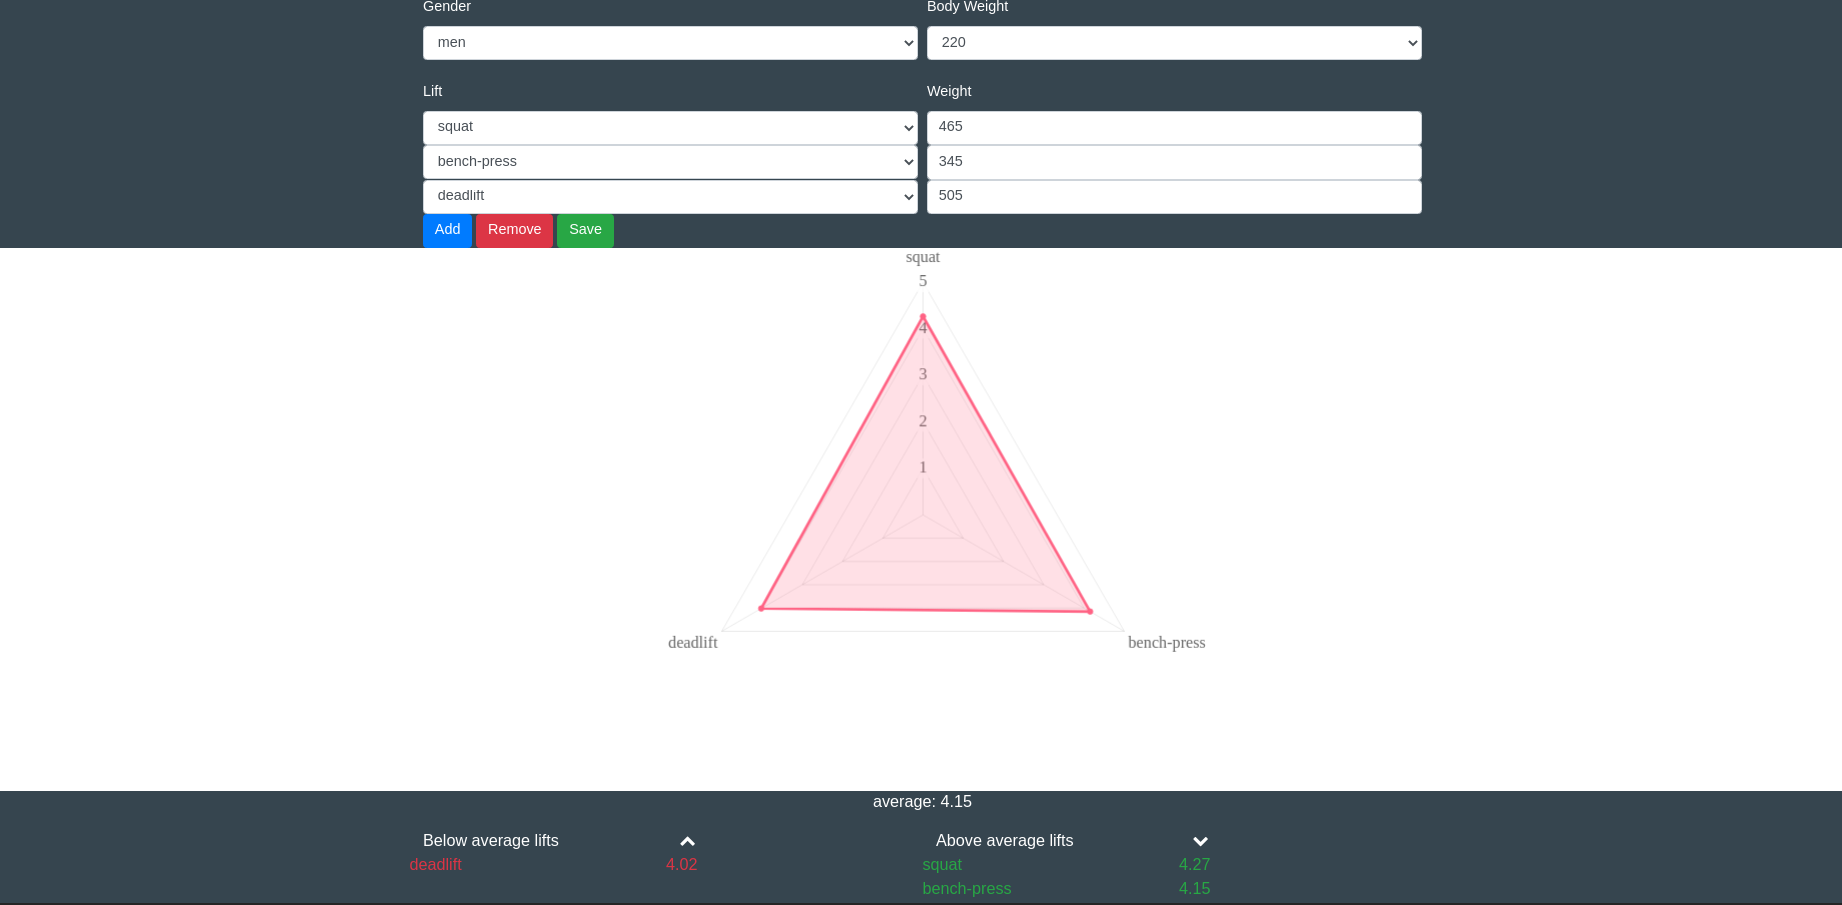 Gender Body Weight
men 220
Lift Weight
squat 465
bench-press 345
deadlift 505
Add Remove Save
squat
5
4
3
2
1
deadlift bench-press
average: 4.15
Below average lifts Above average lifts
deadlift 4.02 squat 4.27
bench-press 4.15